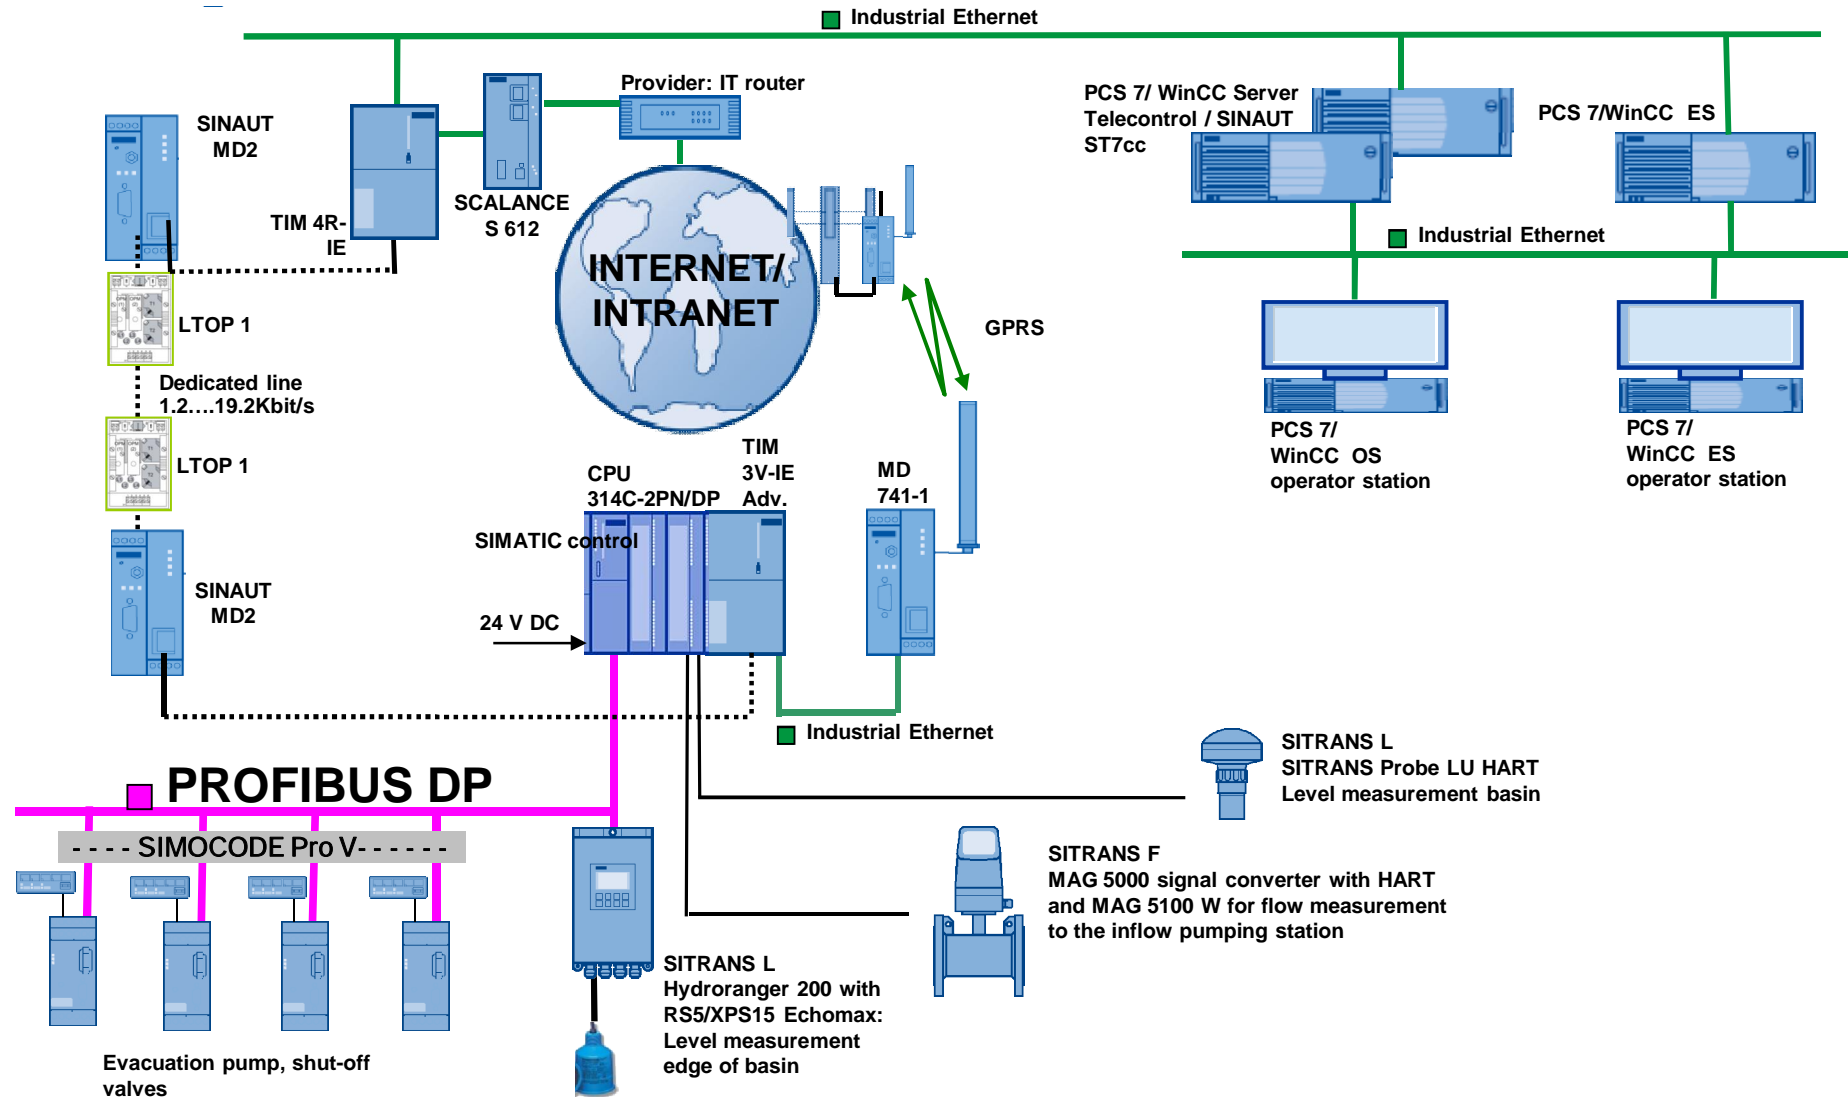 Industrial Ethernet
Provider: IT router
PCS 7/ WinCC Server
Telecontrol / SINAUT
ST7cc
PCS 7/WinCC ES
SINAUT
MD2
TIM 4R-
IE
SCALANCE
S 612
Industrial Ethernet
INTERNET/
INTRANET
GPRS
LTOP 1
Dedicated line
1.2....19.2Kbit/s
LTOP 1
PCS 7/
WinCC OS
operator station
PCS 7/
WinCC ES
operator station
CPU
314C-2PN/DP
TIM
3V-IE
Adv.
MD
741-1
SIMATIC control
SINAUT
MD2
24 V DC
Industrial Ethernet
PROFIBUS DP
- - - - SIMOCODE Pro V- - - - - -
SITRANS L
SITRANS Probe LU HART
Level measurement basin
SITRANS F
MAG 5000 signal converter with HART
and MAG 5100 W for flow measurement
to the inflow pumping station
SITRANS L
Hydroranger 200 with
RS5/XPS15 Echomax:
Level measurement
edge of basin
Evacuation pump, shut-off
valves